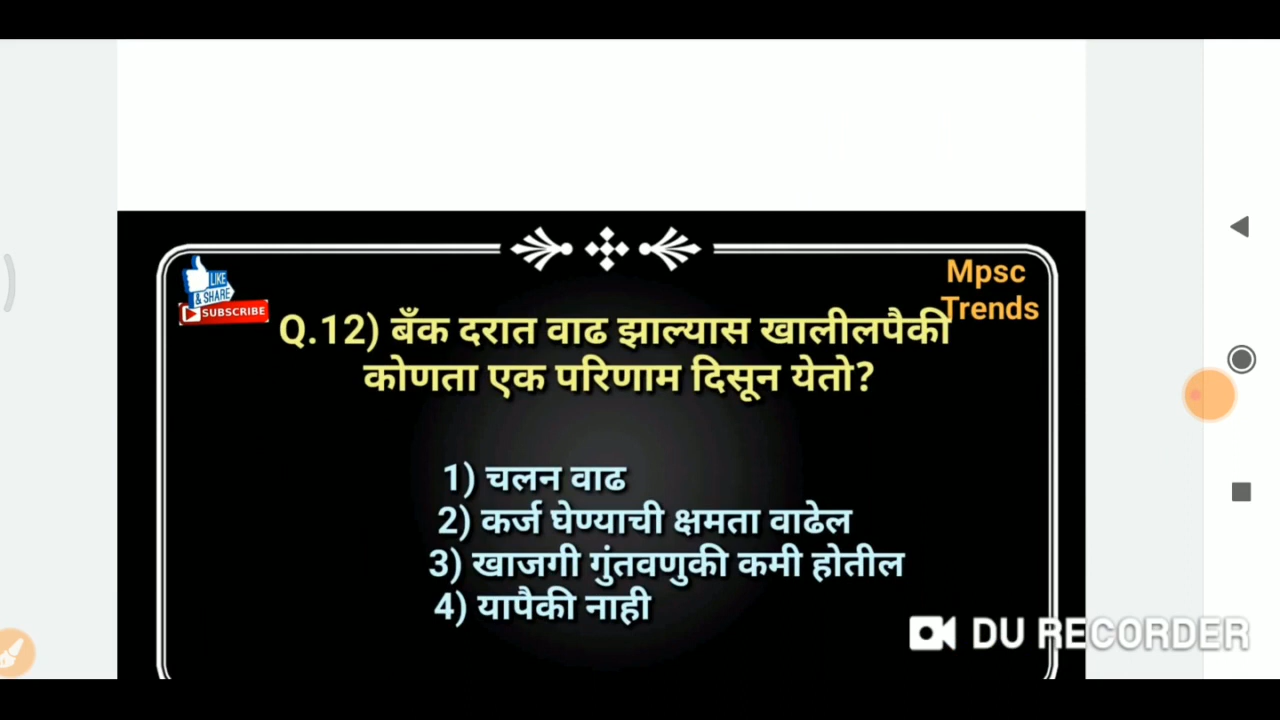 LIKE
& SHARE
SUBSCRIBE
Mpsc
Trends
Q.12) बँक दरात वाढ झाल्यास खालीलपैकी
कोणता एक परिणाम दिसून येतो?
1) चलन वाढ
2) कर्ज घेण्याची क्षमता वाढेल
3) खाजगी गुंतवणुकी कमी होतील
4) यापैकी नाही
DU RECORDER